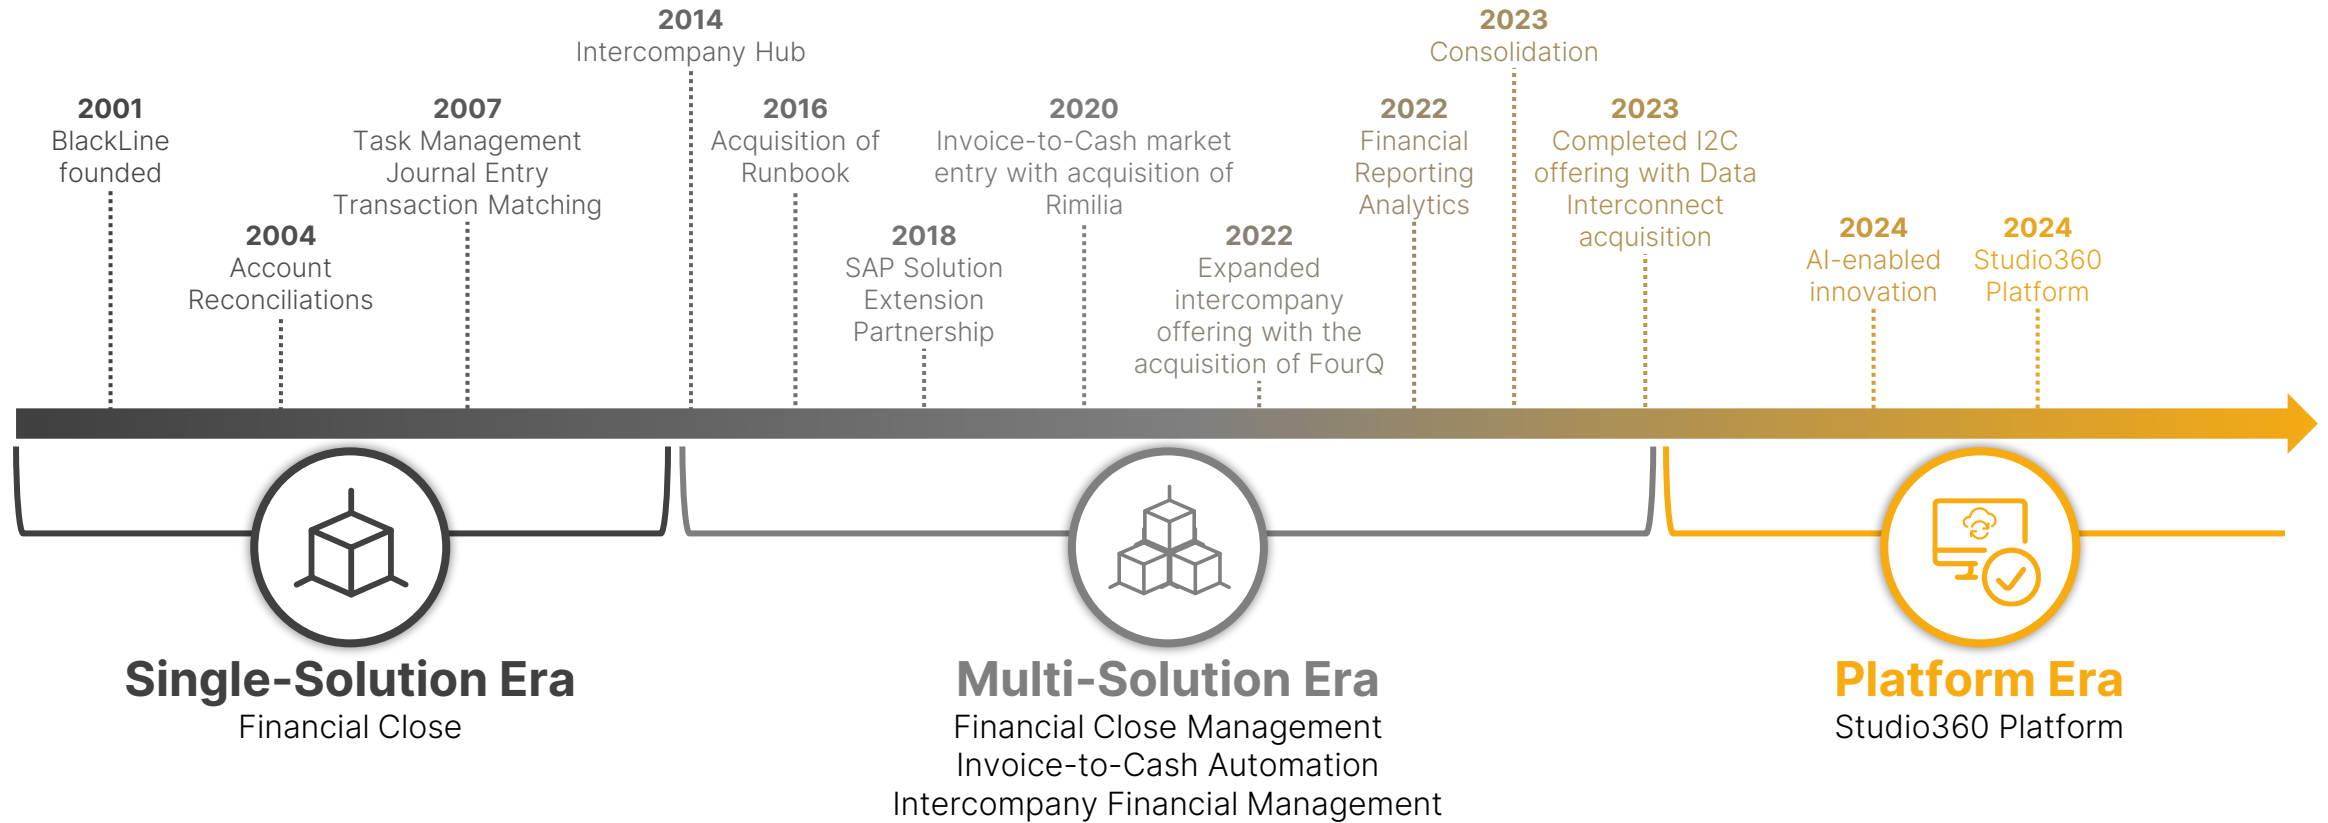 2001
BlackLine
founded
2004
Account
Reconciliations
2007
Task Management
Journal Entry
Transaction Matching
2014
Intercompany Hub
2016
Acquisition of
Runbook
2018
SAP Solution
Extension
Partnership
2020
Invoice-to-Cash market
entry with acquisition of
Rimilia
2022
Expanded
intercompany
offering with the
acquisition of FourQ
2022
Financial
Reporting
Analytics
2023
Consolidation
2023
Completed I2C
offering with Data
Interconnect
acquisition
2024
AI-enabled
innovation
2024
Studio360
Platform
Single-Solution Era
Financial Close
Multi-Solution Era
Financial Close Management
Invoice-to-Cash Automation
Intercompany Financial Management
Platform Era
Studio360 Platform